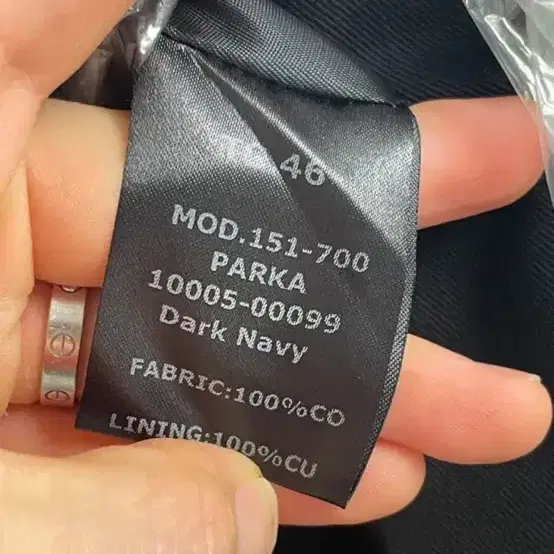 46
MOD.151-700
PARKA
10005-00099
Dark Navy
FABRIC:100%CO
LINING:100%CU